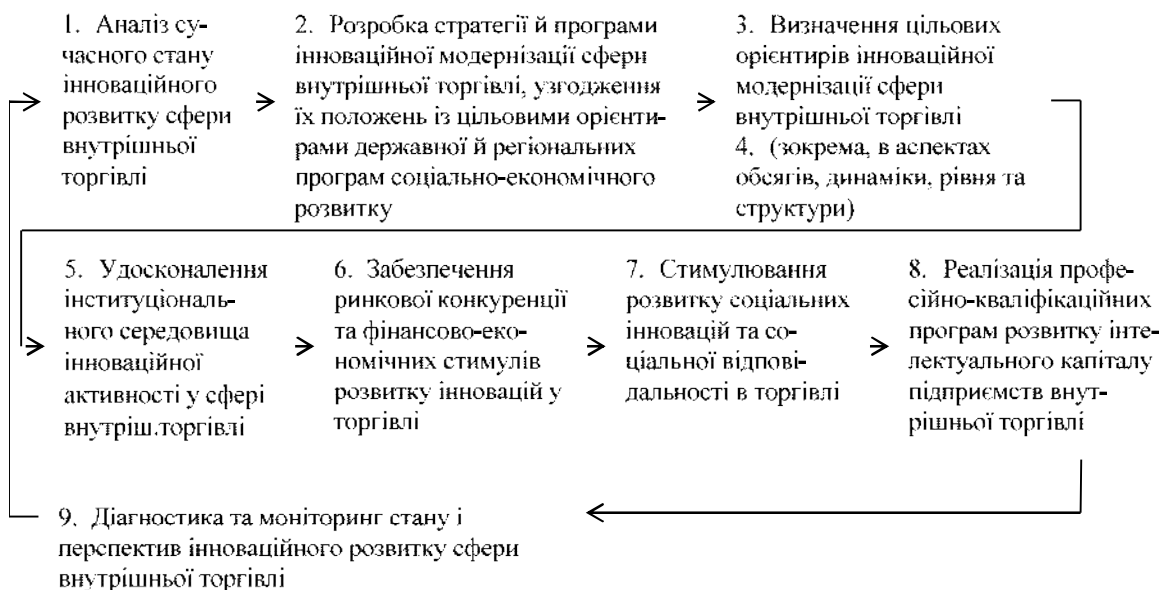 1. Аналіз су-
часного стану
інноваційного
розвитку сфери
внутрішньої
торгівлі
2. Розробка стратегії й програми
інноваційної модернізації сфери
внутрішньої торгівлі, узгодження
їх положень із цільовими орієнти-
рами державної й регіональних
програм соціально-економічного
розвитку
3. Визначення цільових
орієнтирів інноваційної
модернізації сфери
внутрішньої торгівлі
4. (зокрема, в аспектах
обсягів, динаміки, рівня та
структури)
5. Удосконалення
інституціональ-
ного середовища
інноваційної
активності у сфері
внутріш.торгівлі
6. Забезпечення
ринкової конкуренції
та фінансово-еко-
номічних стимулів
розвитку інновацій у
торгівлі
7. Стимулювання
розвитку соціальних
інновацій та со-
ціальної відпові-
дальності в торгівлі
8. Реалізація профе-
сійно-кваліфікаційних
програм розвитку інте-
лектуального капіталу
підприємств внут-
рішньої торгівлі
9. Діагностика та моніторинг стану і
перспектив інноваційного розвитку сфери
внутрішньої торгівлі